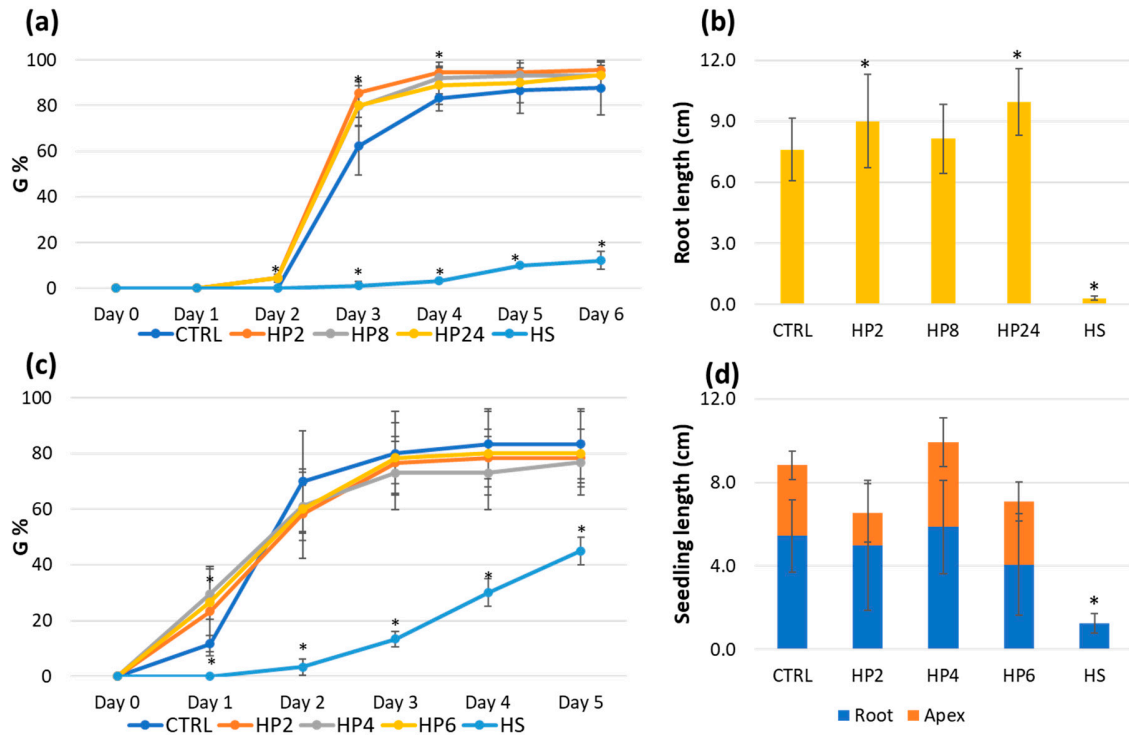 (a)
100
80
60
40
20
0
G %
*
*
*
*
*
*
*
*
Day 0 Day 1 Day 2 Day 3 Day 4 Day 5 Day 6
CTRL HP2 HP8 HP24 HS
(b)
12.0
9.0
6.0
3.0
0.0
Root length (cm)
*
*
*
CTRL HP2 HP8 HP24 HS
(c)
100
80
60
40
20
0
G %
*
*
*
*
*
*
Day 0 Day 1 Day 2 Day 3 Day 4 Day 5
CTRL HP2 HP4 HP6 HS
(d)
12.0
8.0
4.0
0.0
Seedling length (cm)
*
CTRL HP2 HP4 HP6 HS
Root Apex